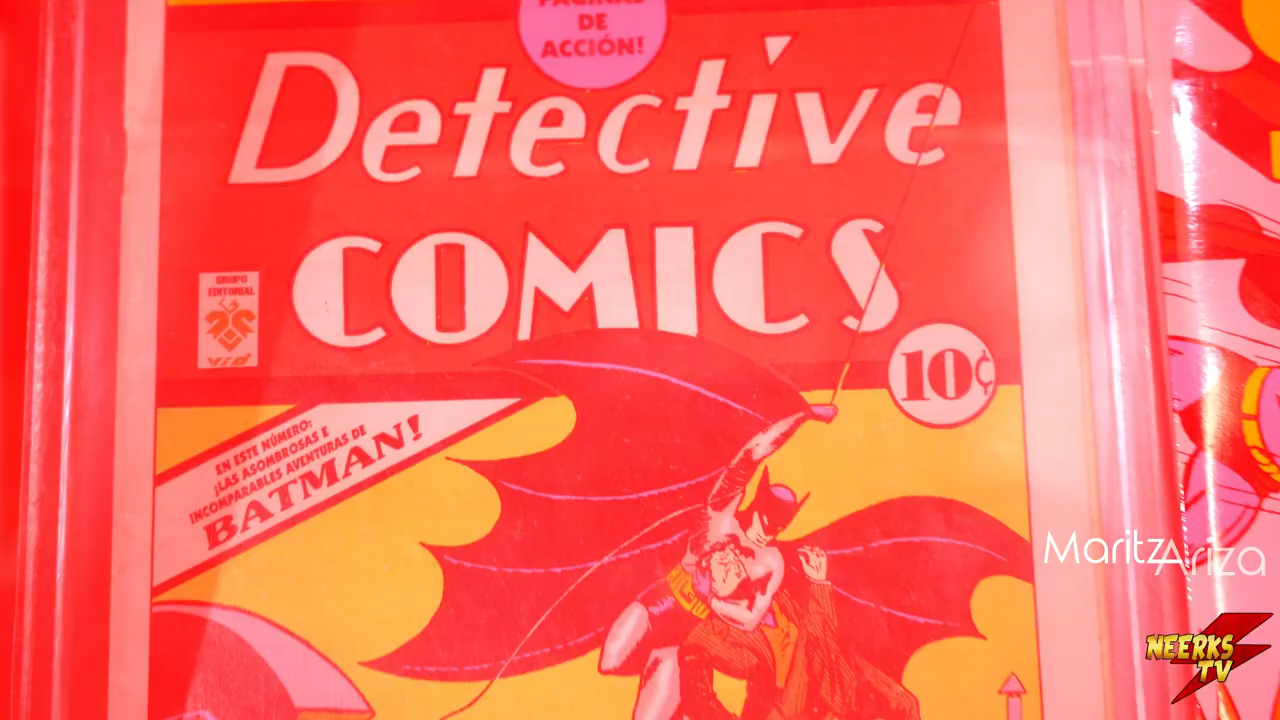 PÁGINAS
DE
ACCIÓN!
Detective
COMICS
GRUPO
EDITORIAL
vid
10¢
EN ESTE NÚMERO:
¡LAS ASOMBROSAS E
INCOMPARABLES AVENTURAS DE
BATMAN!
MaritzAriza
NEERKS
TV